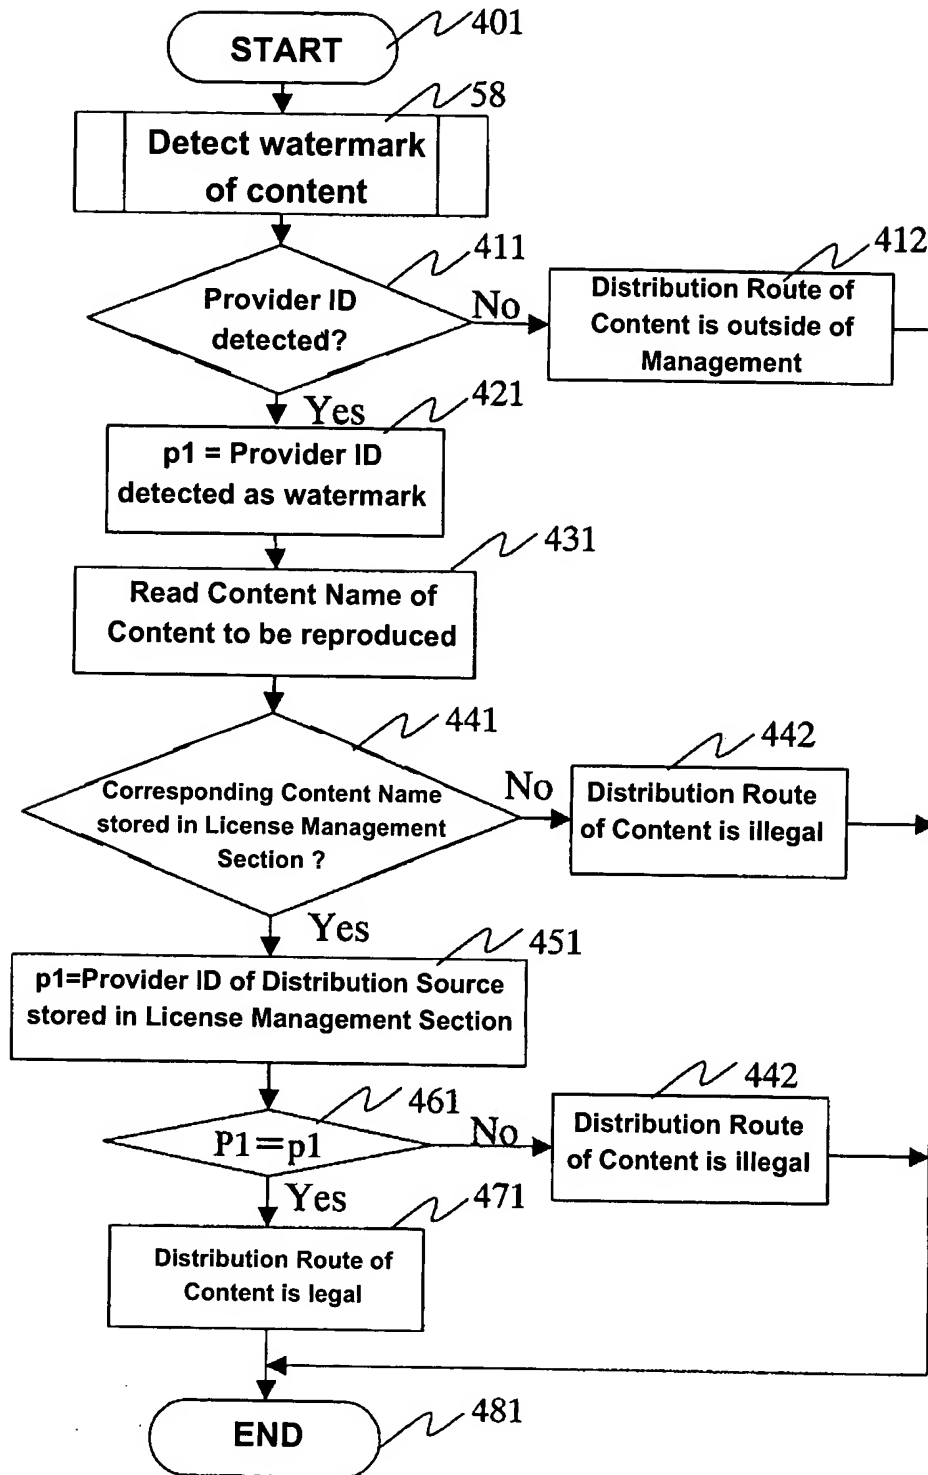 START
401
58
Detect watermark
of content
411
Provider ID
detected?
No
412
Distribution Route of
Content is outside of
Management
Yes
421
p1 = Provider ID
detected as watermark
431
Read Content Name of
Content to be reproduced
441
Corresponding Content Name
stored in License Management
Section ?
No
442
Distribution Route
of Content is illegal
Yes
451
p1=Provider ID of Distribution Source
stored in License Management Section
461
P1=p1
No
442
Distribution Route
of Content is illegal
Yes
471
Distribution Route of
Content is legal
END
481